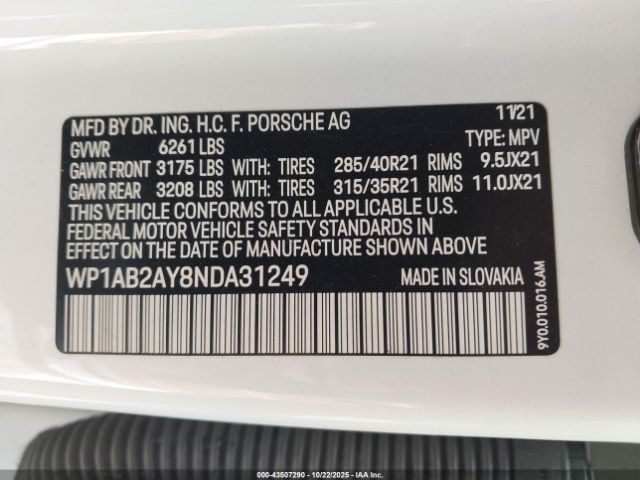 MFD BY DR. ING. H.C. F. PORSCHE AG 11/21
GVWR 6261 LBS TYPE: MPV
GAWR FRONT 3175 LBS WITH: TIRES 285/40R21 RIMS 9.5JX21
GAWR REAR 3208 LBS WITH: TIRES 315/35R21 RIMS 11.0JX21
THIS VEHICLE CONFORMS TO ALL APPLICABLE U.S.
FEDERAL MOTOR VEHICLE SAFETY STANDARDS IN
EFFECT ON THE DATE OF MANUFACTURE SHOWN ABOVE.
WP1AB2AY8NDA31249 MADE IN SLOVAKIA
9Y0.010.016.AM
000-43507290 - 10/22/2025 - IAAI.COM